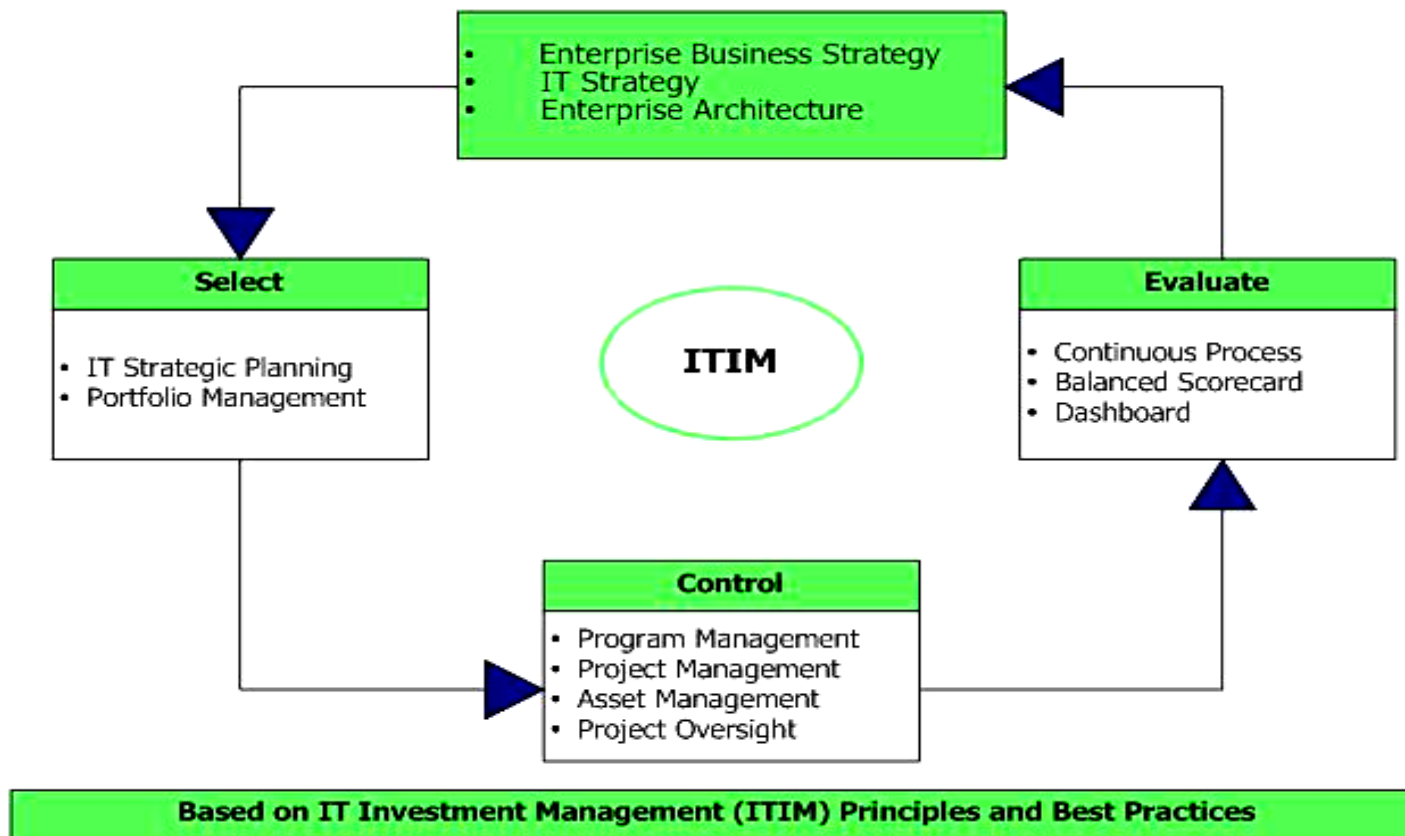 • Enterprise Business Strategy
• IT Strategy
• Enterprise Architecture
Select
• IT Strategic Planning
• Portfolio Management
ITIM
Evaluate
• Continuous Process
• Balanced Scorecard
• Dashboard
Control
• Program Management
• Project Management
• Asset Management
• Project Oversight
Based on IT Investment Management (ITIM) Principles and Best Practices